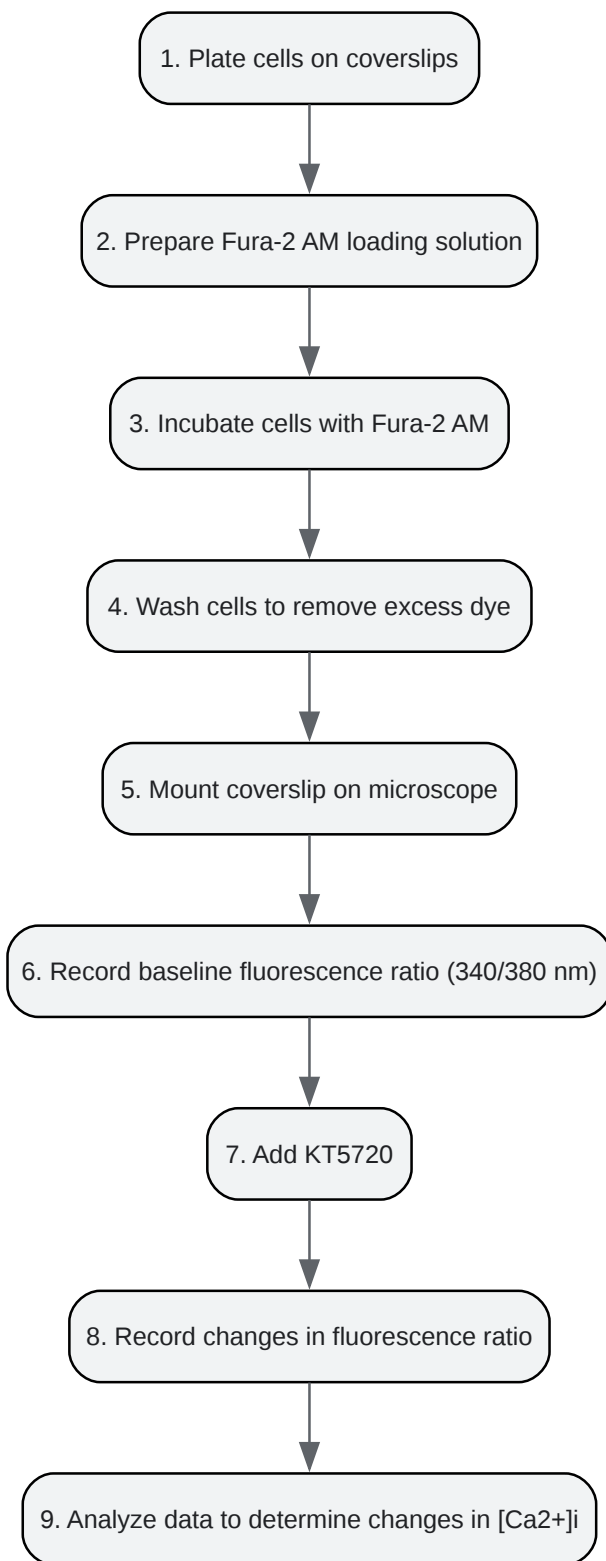 1. Plate cells on coverslips
2. Prepare Fura-2 AM loading solution
3. Incubate cells with Fura-2 AM
4. Wash cells to remove excess dye
5. Mount coverslip on microscope
6. Record baseline fluorescence ratio (340/380 nm)
7. Add KT5720
8. Record changes in fluorescence ratio
9. Analyze data to determine changes in [Ca2+]i